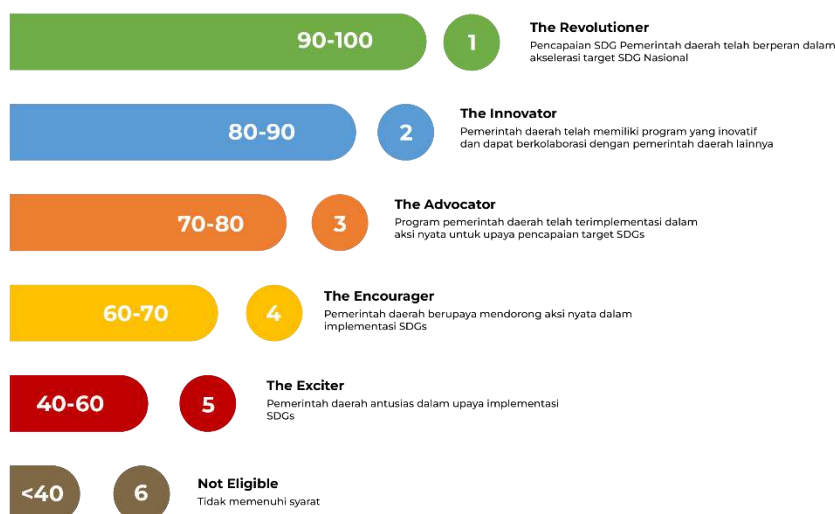 90-100
1
The Revolutioner
Pencapaian SDG Pemerintah daerah telah berperan dalam
akselerasi target SDG Nasional
80-90
2
The Innovator
Pemerintah daerah telah memiliki program yang inovatif
dan dapat berkolaborasi dengan pemerintah daerah lainnya
70-80
3
The Advocator
Program pemerintah daerah telah terimplementasi dalam
aksi nyata untuk upaya pencapaian target SDGs
60-70
4
The Encourager
Pemerintah daerah berupaya mendorong aksi nyata dalam
implementasi SDGs
40-60
5
The Exciter
Pemerintah daerah antusias dalam upaya implementasi
SDGs
<40
6
Not Eligible
Tidak memenuhi syarat